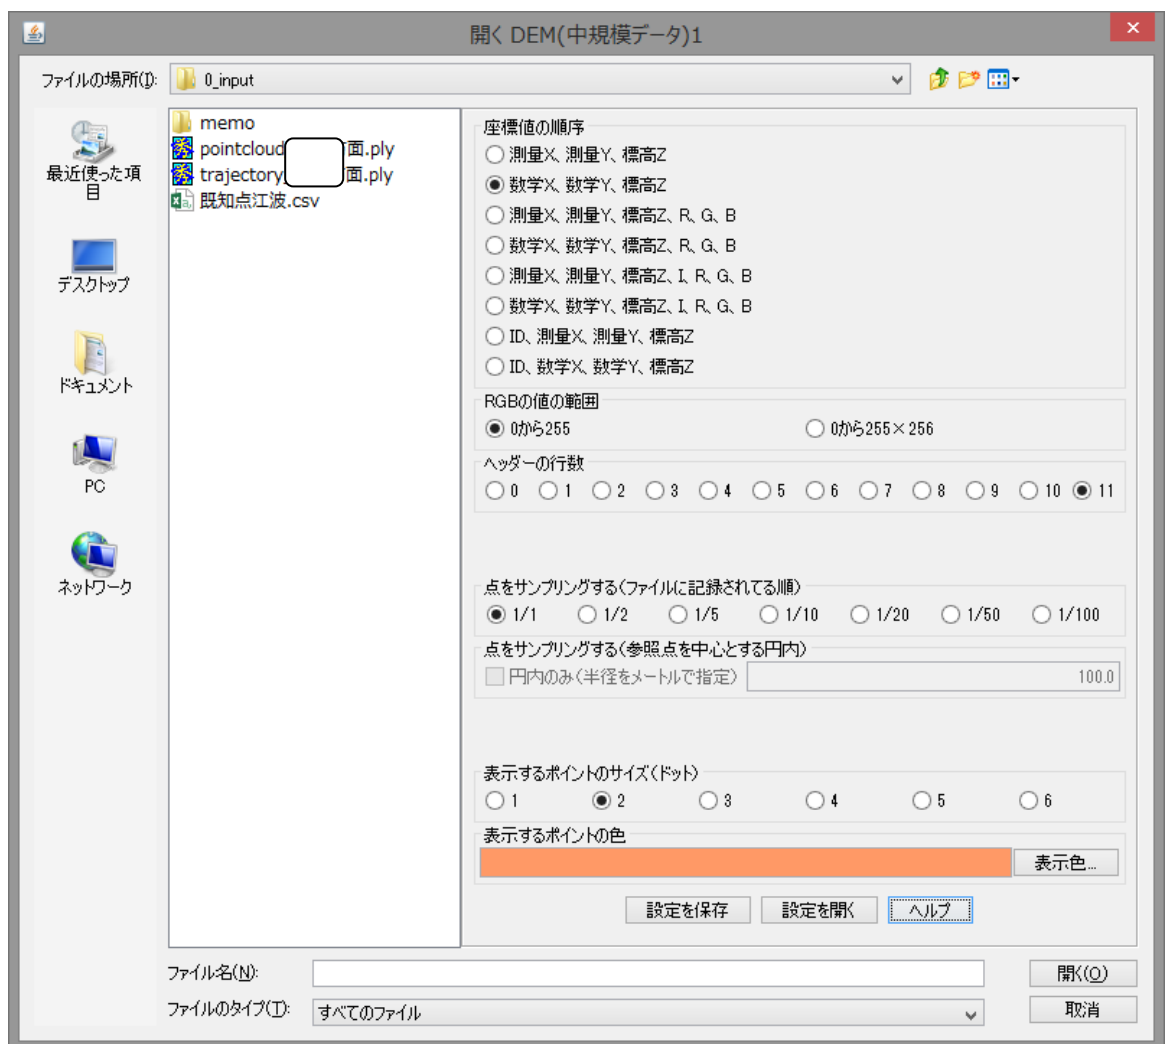 開く DEM(中規模データ)1
ファイルの場所(I):
0_input
最近使った項目
デスクトップ
ドキュメント
PC
ネットワーク
memo
pointcloud 面.ply
trajectory 面.ply
既知点江波.csv
座標値の順序
測量X、測量Y、標高Z
数学X、数学Y、標高Z
測量X、測量Y、標高Z、R、G、B
数学X、数学Y、標高Z、R、G、B
測量X、測量Y、標高Z、I、R、G、B
数学X、数学Y、標高Z、I、R、G、B
ID、測量X、測量Y、標高Z
ID、数学X、数学Y、標高Z
RGBの値の範囲
0から255 0から255×256
ヘッダーの行数
0 1 2 3 4 5 6 7 8 9 10 11
点をサンプリングする(ファイルに記録されてる順)
1/1 1/2 1/5 1/10 1/20 1/50 1/100
点をサンプリングする(参照点を中心とする円内)
円内のみ(半径をメートルで指定) 100.0
表示するポイントのサイズ(ドット)
1 2 3 4 5 6
表示するポイントの色
表示色...
設定を保存 設定を開く ヘルプ
ファイル名(N):
開く(O)
ファイルのタイプ(T): すべてのファイル
取消